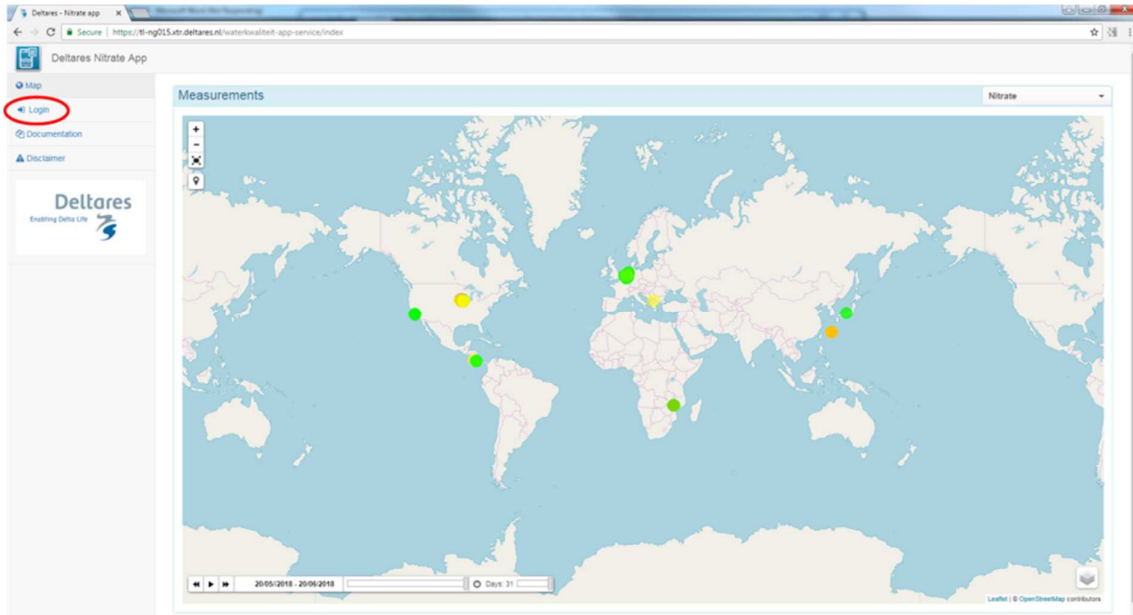 Deltares - Nitrate app
Secure | https://tl-ng015.xtr.deltares.nl/waterkwaliteit-app-service/index
Deltares Nitrate App
Map
Login
Documentation
Disclaimer
Deltares
Enabling Delta Life
Measurements
Nitrate
+
-
20/05/2018 - 20/06/2018
Days: 31
Leaflet | © OpenStreetMap contributors